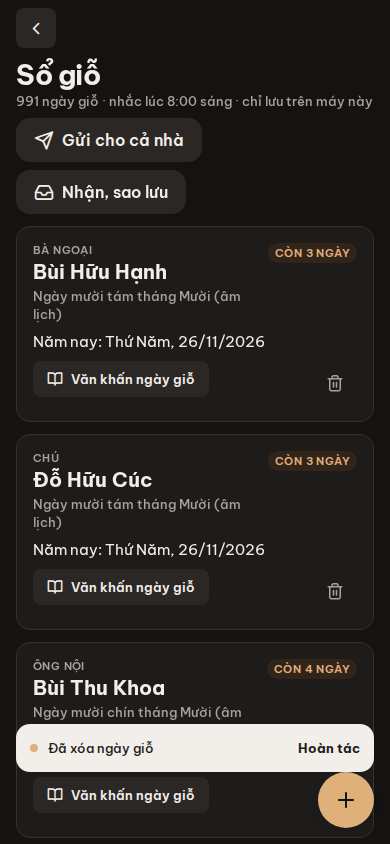 Sổ giỗ
991 ngày giỗ · nhắc lúc 8:00 sáng · chỉ lưu trên máy này
Gửi cho cả nhà
Nhận, sao lưu
BÀ NGOẠI
CÒN 3 NGÀY
Bùi Hữu Hạnh
Ngày mười tám tháng Mười (âm
lịch)
Năm nay: Thứ Năm, 26/11/2026
Văn khấn ngày giỗ
CHÚ
CÒN 3 NGÀY
Đỗ Hữu Cúc
Ngày mười tám tháng Mười (âm
lịch)
Năm nay: Thứ Năm, 26/11/2026
Văn khấn ngày giỗ
ÔNG NỘI
CÒN 4 NGÀY
Bùi Thu Khoa
Ngày mười chín tháng Mười (âm
Đã xóa ngày giỗ
Hoàn tác
Văn khấn ngày giỗ